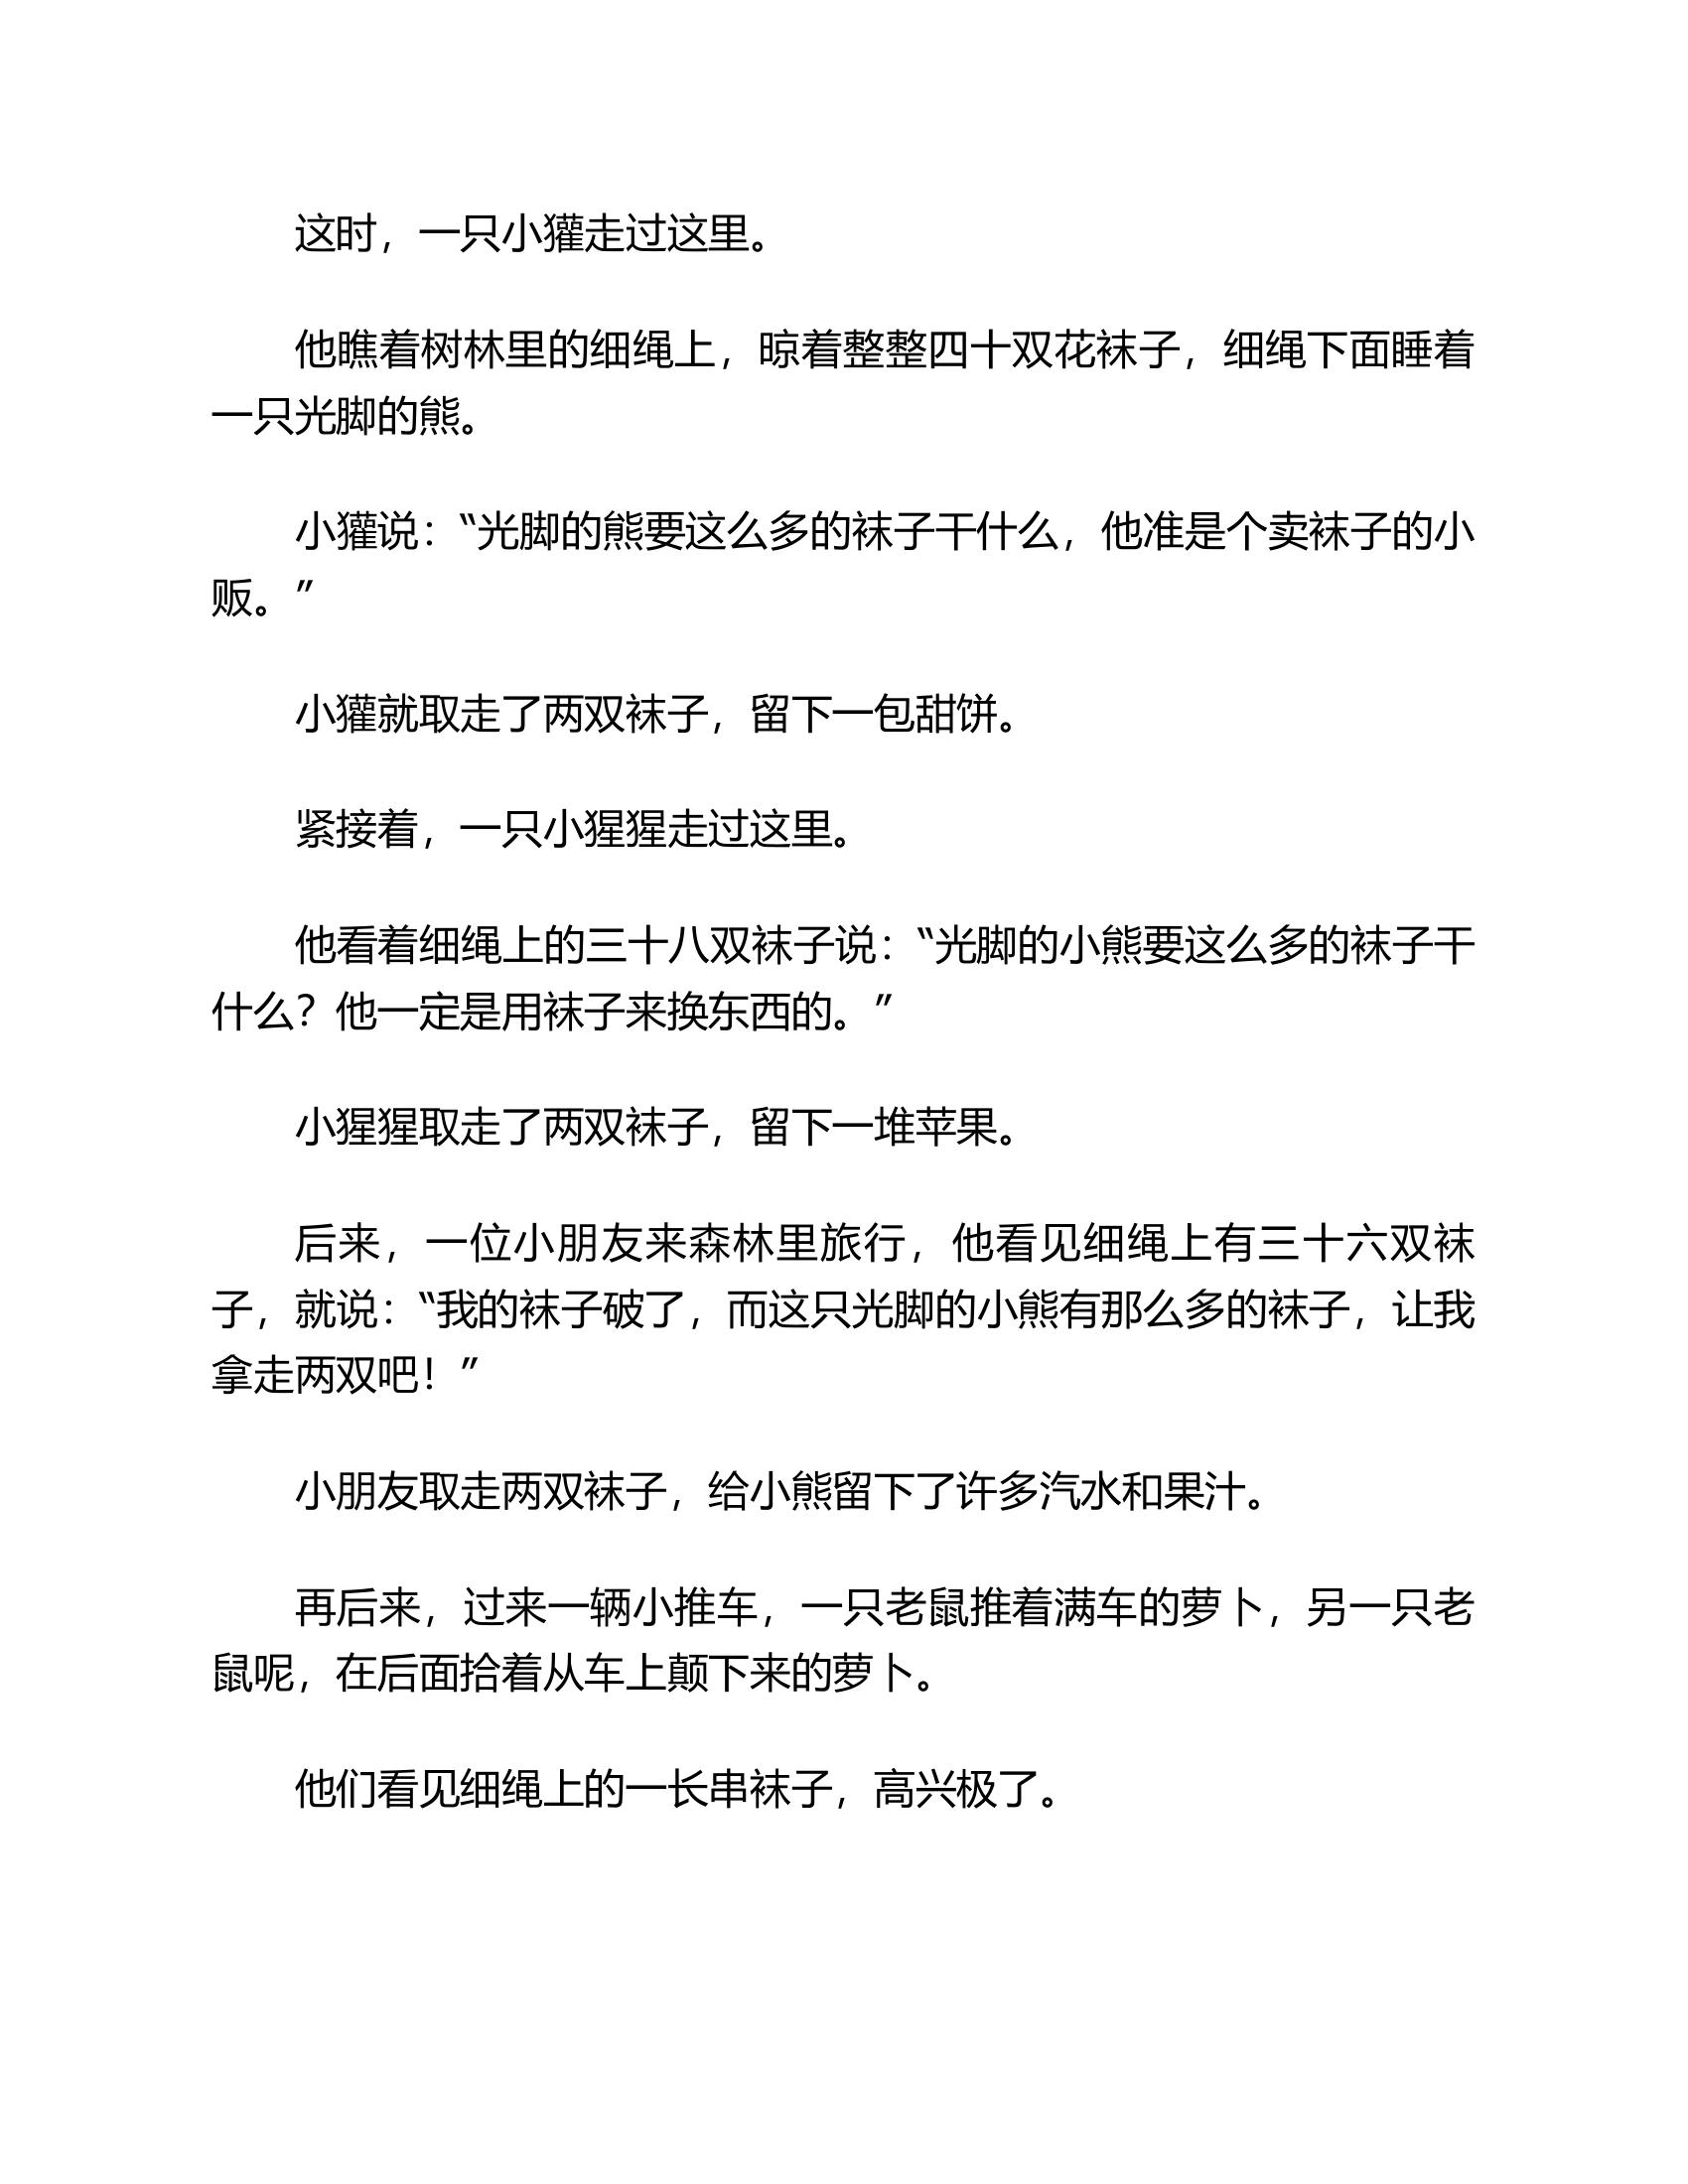 这时，一只小獾走过这里。
他瞧着树林里的细绳上，晾着整整四十双花袜子，细绳下面睡着
一只光脚的熊。
小獾说：“光脚的熊要这么多的袜子干什么，他准是个卖袜子的小
贩。”
小獾就取走了两双袜子，留下一包甜饼。
紧接着，一只小猩猩走过这里。
他看着细绳上的三十八双袜子说：“光脚的小熊要这么多的袜子干
什么？他一定是用袜子来换东西的。”
小猩猩取走了两双袜子，留下一堆苹果。
后来，一位小朋友来森林里旅行，他看见细绳上有三十六双袜
子，就说：“我的袜子破了，而这只光脚的小熊有那么多的袜子，让我
拿走两双吧！”
小朋友取走两双袜子，给小熊留下了许多汽水和果汁。
再后来，过来一辆小推车，一只老鼠推着满车的萝卜，另一只老
鼠呢，在后面拾着从车上颠下来的萝卜。
他们看见细绳上的一长串袜子，高兴极了。